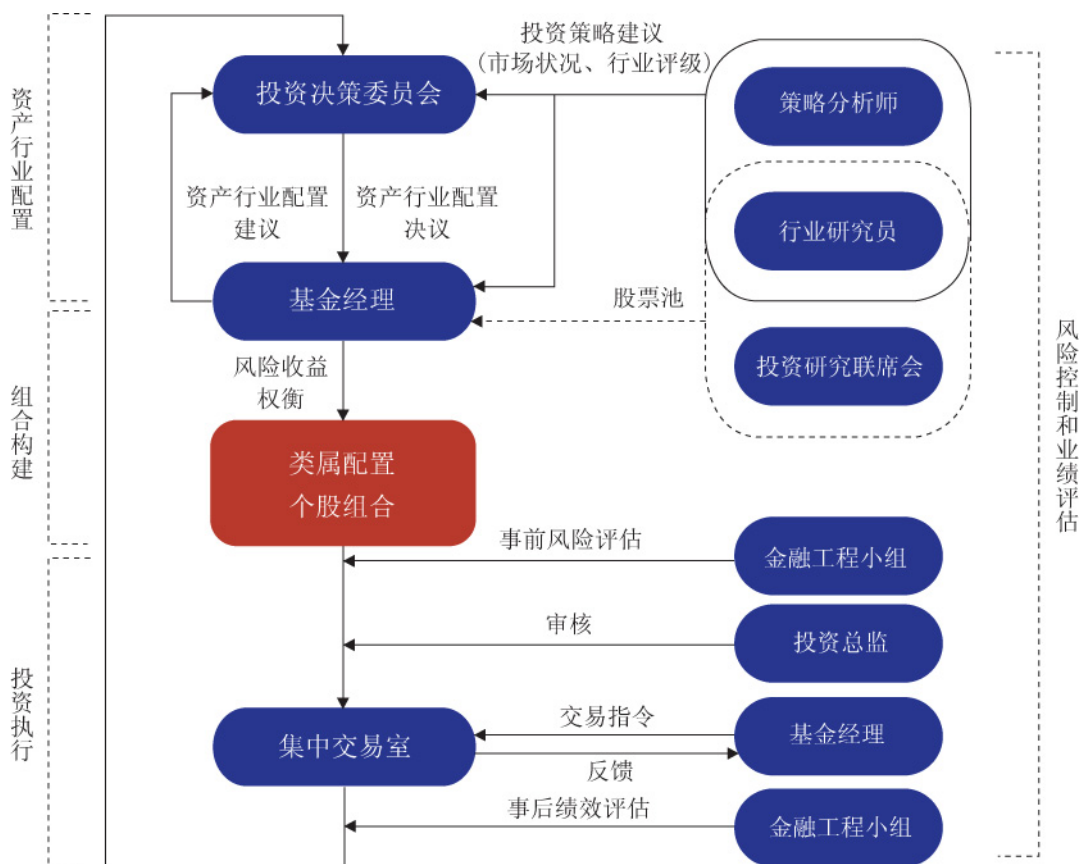 投资策略建议
(市场状况、行业评级)
投资决策委员会
策略分析师
资产行业配置
资产行业配置
建议
资产行业配置
决议
行业研究员
基金经理
股票池
投资研究联席会
风险收益
权衡
组合构建
类属配置
个股组合
风险控制和业绩评估
事前风险评估
金融工程小组
审核
投资总监
投资执行
集中交易室
交易指令
基金经理
反馈
事后绩效评估
金融工程小组